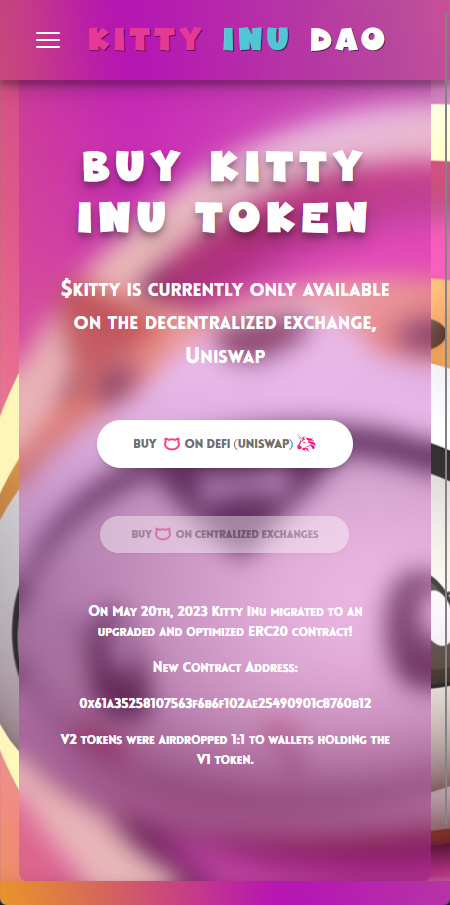 KITTY INU DAO
BUY KITTY
INU TOKEN
$KITTY IS CURRENTLY ONLY AVAILABLE
ON THE DECENTRALIZED EXCHANGE,
UNISWAP
BUY ON DEFI (UNISWAP)
BUY ON CENTRALIZED EXCHANGES
ON MAY 20TH, 2023 KITTY INU MIGRATED TO AN
UPGRADED AND OPTIMIZED ERC20 CONTRACT!
NEW CONTRACT ADDRESS:
0x61A35258107563f6B6f102AE25490901C8760B12
V2 TOKENS WERE AIRDROPPED 1:1 TO WALLETS HOLDING THE
V1 TOKEN.